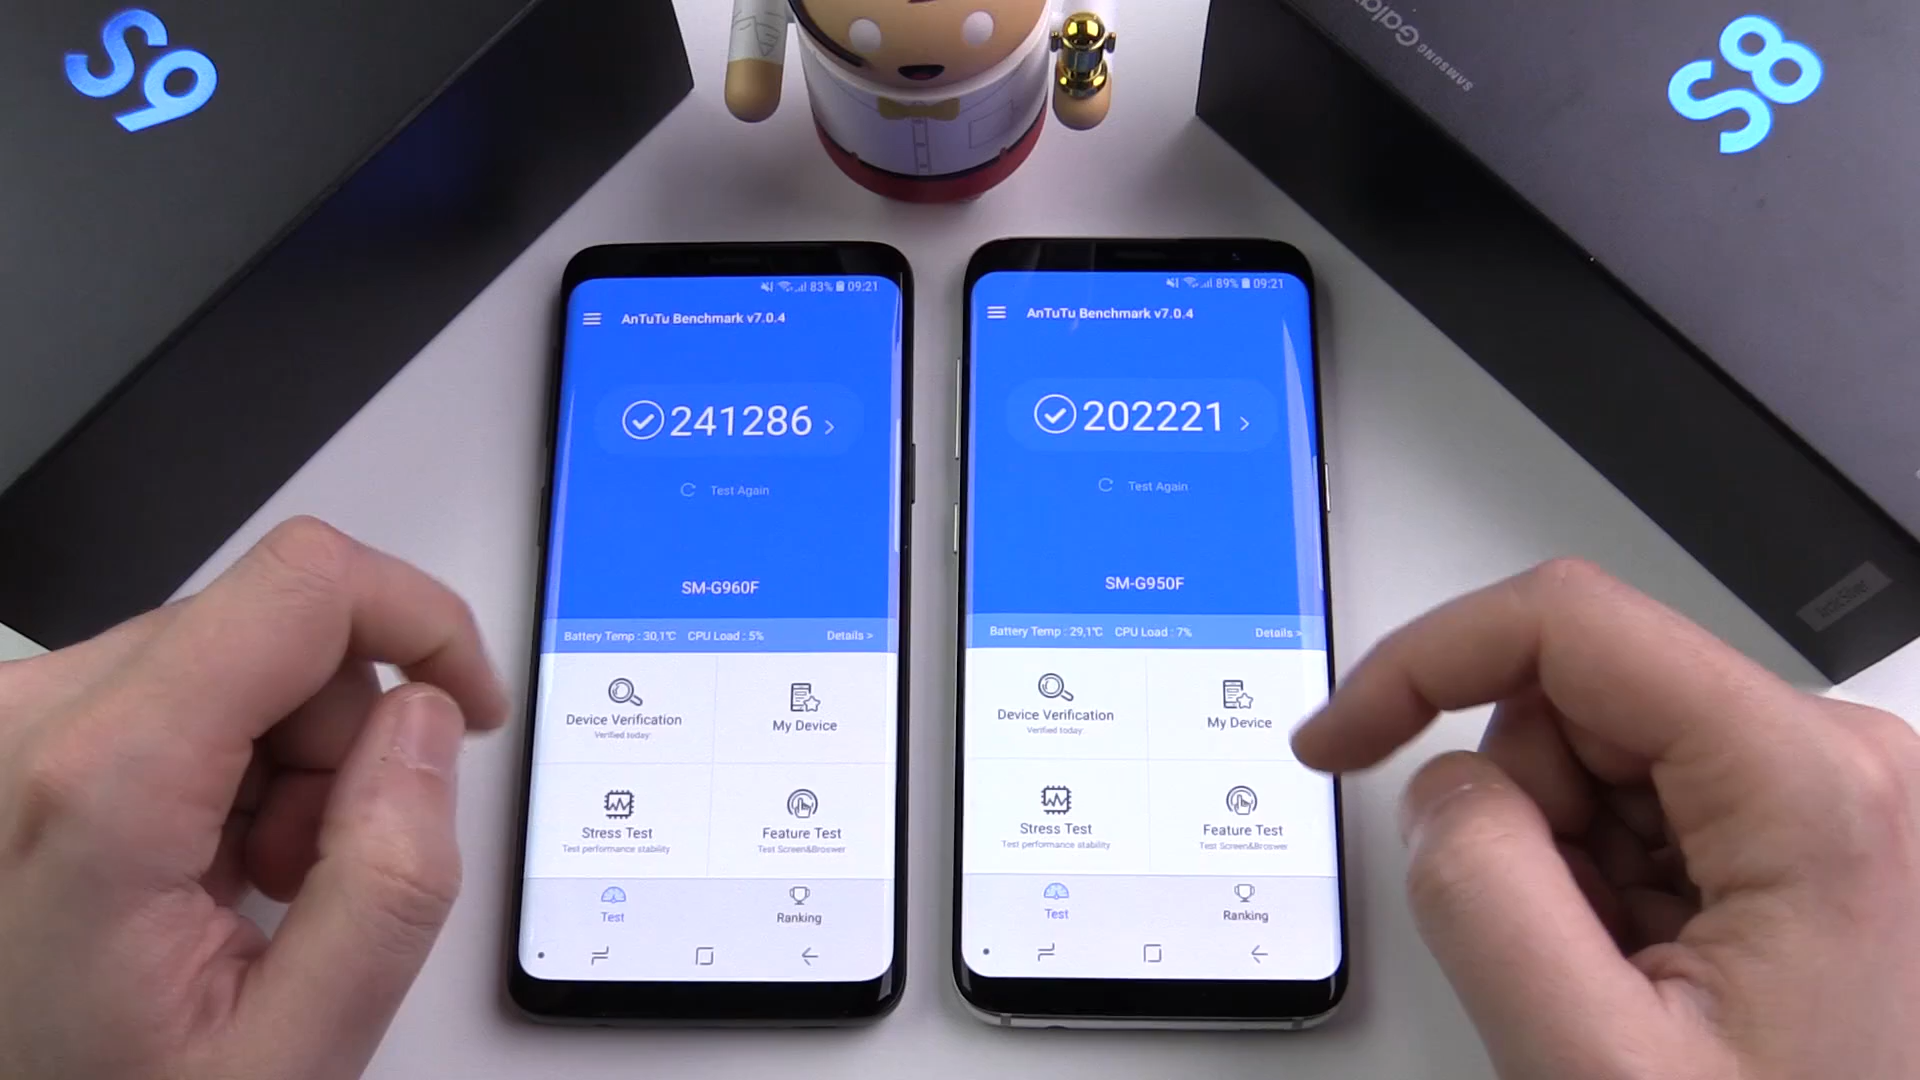 S9
S8
SAMSUNG Galaxy
83% 09:21
AnTuTu Benchmark v7.0.4
241286
Test Again
SM-G960F
Battery Temp : 30,1℃ CPU Load : 5% Details >
Device Verification
Verified today
My Device
Stress Test
Test performance stability
Feature Test
Test Screen&Broswer
Test
Ranking
89% 09:21
AnTuTu Benchmark v7.0.4
202221
Test Again
SM-G950F
Battery Temp : 29,1℃ CPU Load : 7% Details >
Device Verification
Verified today
My Device
Stress Test
Test performance stability
Feature Test
Test Screen&Broswer
Test
Ranking
Arctic Silver